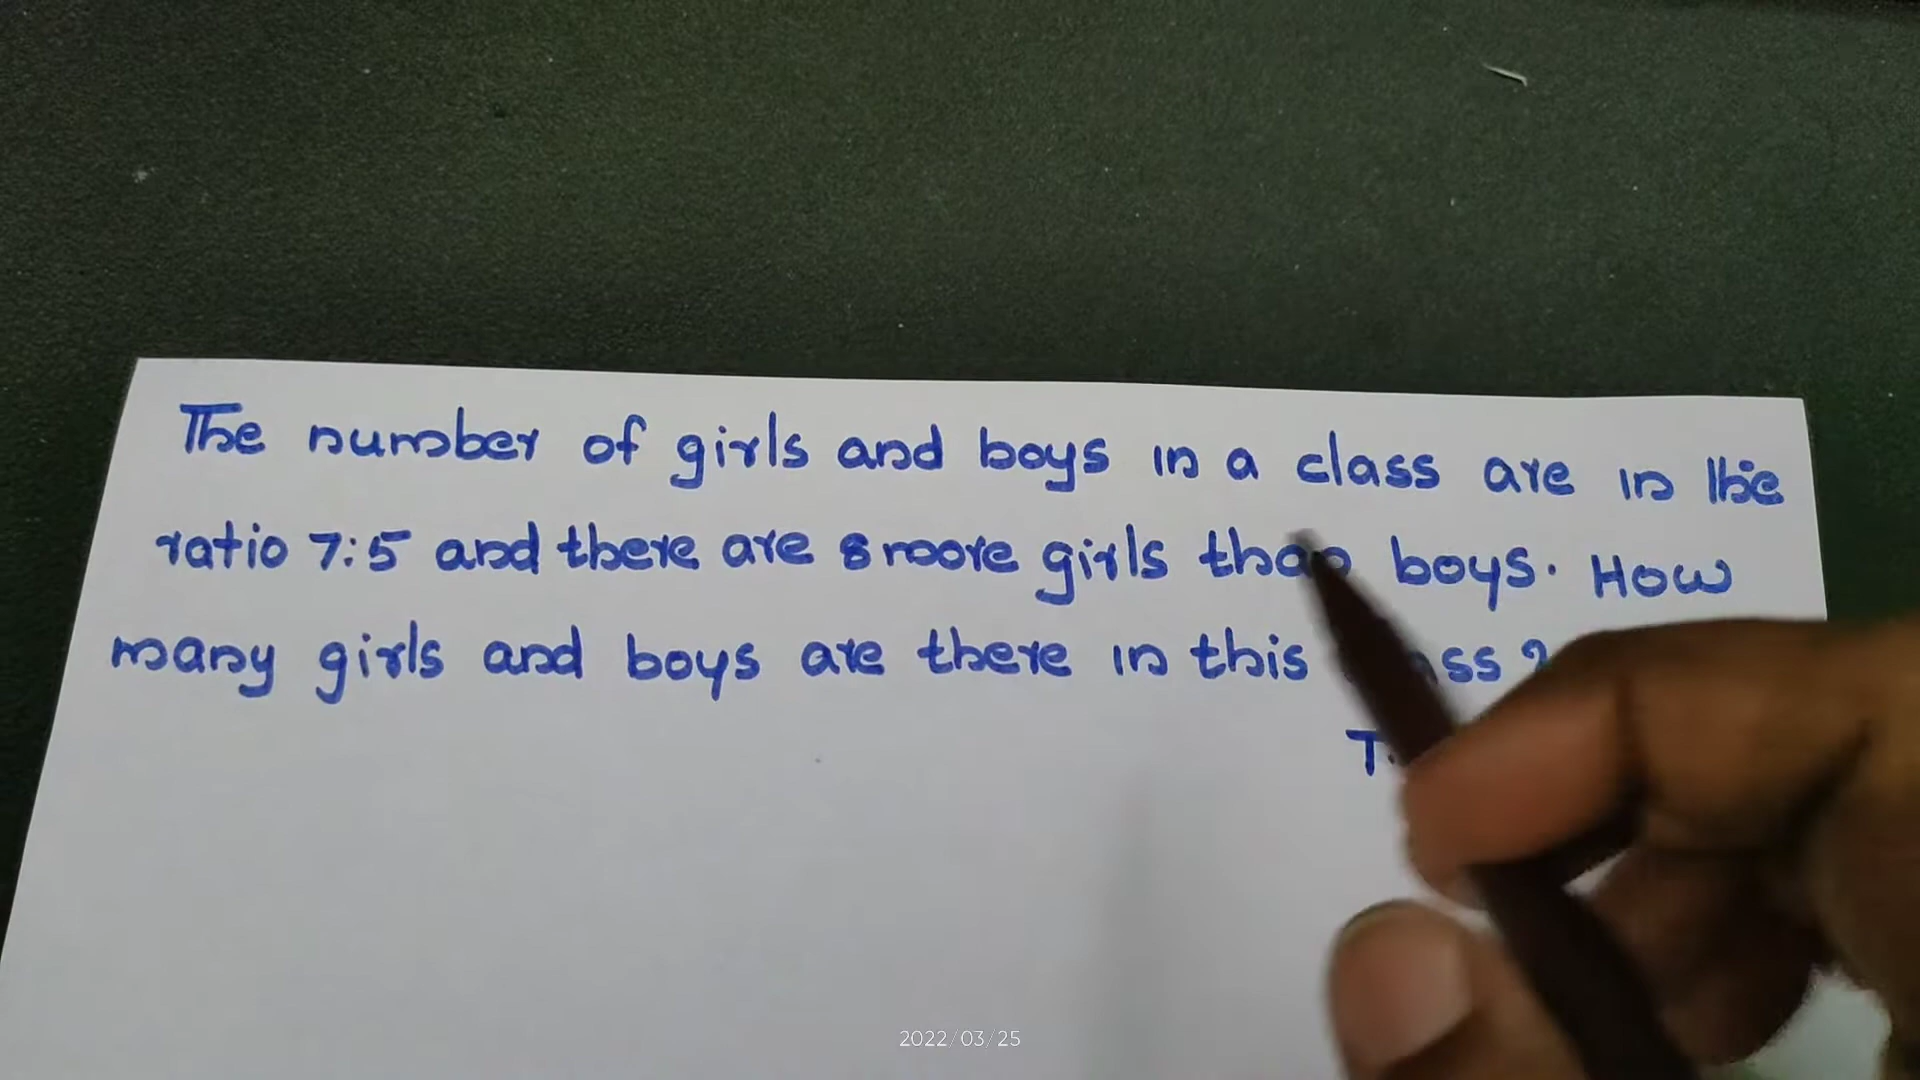 The number of girls and boys in a class are in the
ratio 7:5 and there are 8 more girls than boys. How
many girls and boys are there in this ?
2022/03/25